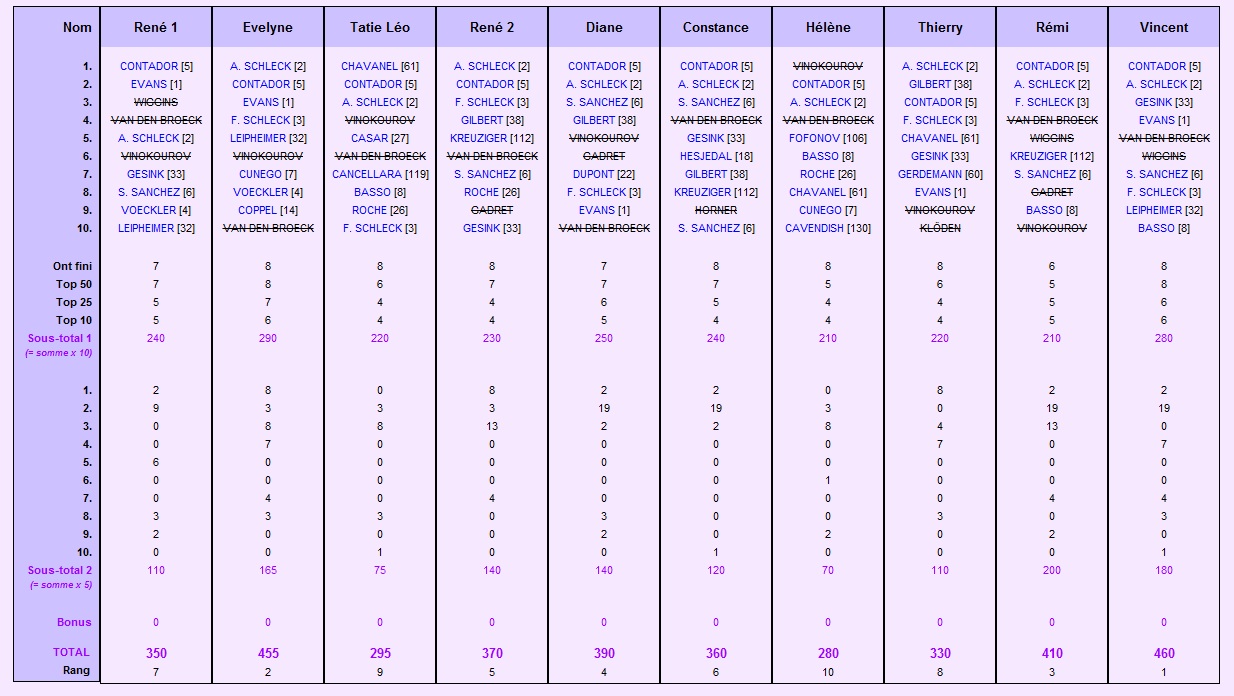 Nom René 1 Evelyne Tatie Léo René 2 Diane Constance Hélène Thierry Rémi Vincent
1. CONTADOR [5] A. SCHLECK [2] CHAVANEL [61] A. SCHLECK [2] CONTADOR [5] CONTADOR [5] VINOKOUROV A. SCHLECK [2] CONTADOR [5] CONTADOR [5]
2. EVANS [1] CONTADOR [5] CONTADOR [5] CONTADOR [5] A. SCHLECK [2] A. SCHLECK [2] CONTADOR [5] GILBERT [38] A. SCHLECK [2] A. SCHLECK [2]
3. WIGGINS EVANS [1] A. SCHLECK [2] F. SCHLECK [3] S. SANCHEZ [6] S. SANCHEZ [6] A. SCHLECK [2] CONTADOR [5] F. SCHLECK [3] GESINK [33]
4. VAN DEN BROECK F. SCHLECK [3] VINOKOUROV GILBERT [38] GILBERT [38] VAN DEN BROECK VAN DEN BROECK F. SCHLECK [3] VAN DEN BROECK EVANS [1]
5. A. SCHLECK [2] LEIPHEIMER [32] CASAR [27] KREUZIGER [112] VINOKOUROV GESINK [33] FOFONOV [106] CHAVANEL [61] WIGGINS VAN DEN BROECK
6. VINOKOUROV VINOKOUROV VAN DEN BROECK VAN DEN BROECK GADRET HESJEDAL [18] BASSO [8] GESINK [33] KREUZIGER [112] WIGGINS
7. GESINK [33] CUNEGO [7] CANCELLARA [119] S. SANCHEZ [6] DUPONT [22] GILBERT [38] ROCHE [26] GERDEMANN [60] S. SANCHEZ [6] S. SANCHEZ [6]
8. S. SANCHEZ [6] VOECKLER [4] BASSO [8] ROCHE [26] F. SCHLECK [3] KREUZIGER [112] CHAVANEL [61] EVANS [1] GADRET F. SCHLECK [3]
9. VOECKLER [4] COPPEL [14] ROCHE [26] GADRET EVANS [1] HORNER CUNEGO [7] VINOKOUROV BASSO [8] LEIPHEIMER [32]
10. LEIPHEIMER [32] VAN DEN BROECK F. SCHLECK [3] GESINK [33] VAN DEN BROECK S. SANCHEZ [6] CAVENDISH [130] KLÖDEN VINOKOUROV BASSO [8]
Ont fini 7 8 8 8 7 8 8 8 6 8
Top 50 7 8 6 7 7 7 5 6 5 8
Top 25 5 7 4 4 6 5 4 4 5 6
Top 10 5 6 4 4 5 4 4 4 5 6
Sous-total 1 240 290 220 230 250 240 210 220 210 280
(= somme x 10)
1. 2 8 0 8 2 2 0 8 2 2
2. 9 3 3 3 19 19 3 0 19 19
3. 0 8 8 13 2 2 8 4 13 0
4. 0 7 0 0 0 0 0 7 0 7
5. 6 0 0 0 0 0 0 0 0 0
6. 0 0 0 0 0 0 1 0 0 0
7. 0 4 0 4 0 0 0 0 4 4
8. 3 3 3 0 3 0 0 3 0 3
9. 2 0 0 0 2 0 2 0 2 0
10. 0 0 1 0 0 1 0 0 0 1
Sous-total 2 110 165 75 140 140 120 70 110 200 180
(= somme x 5)
Bonus 0 0 0 0 0 0 0 0 0 0
TOTAL 350 455 295 370 390 360 280 330 410 460
Rang 7 2 9 5 4 6 10 8 3 1